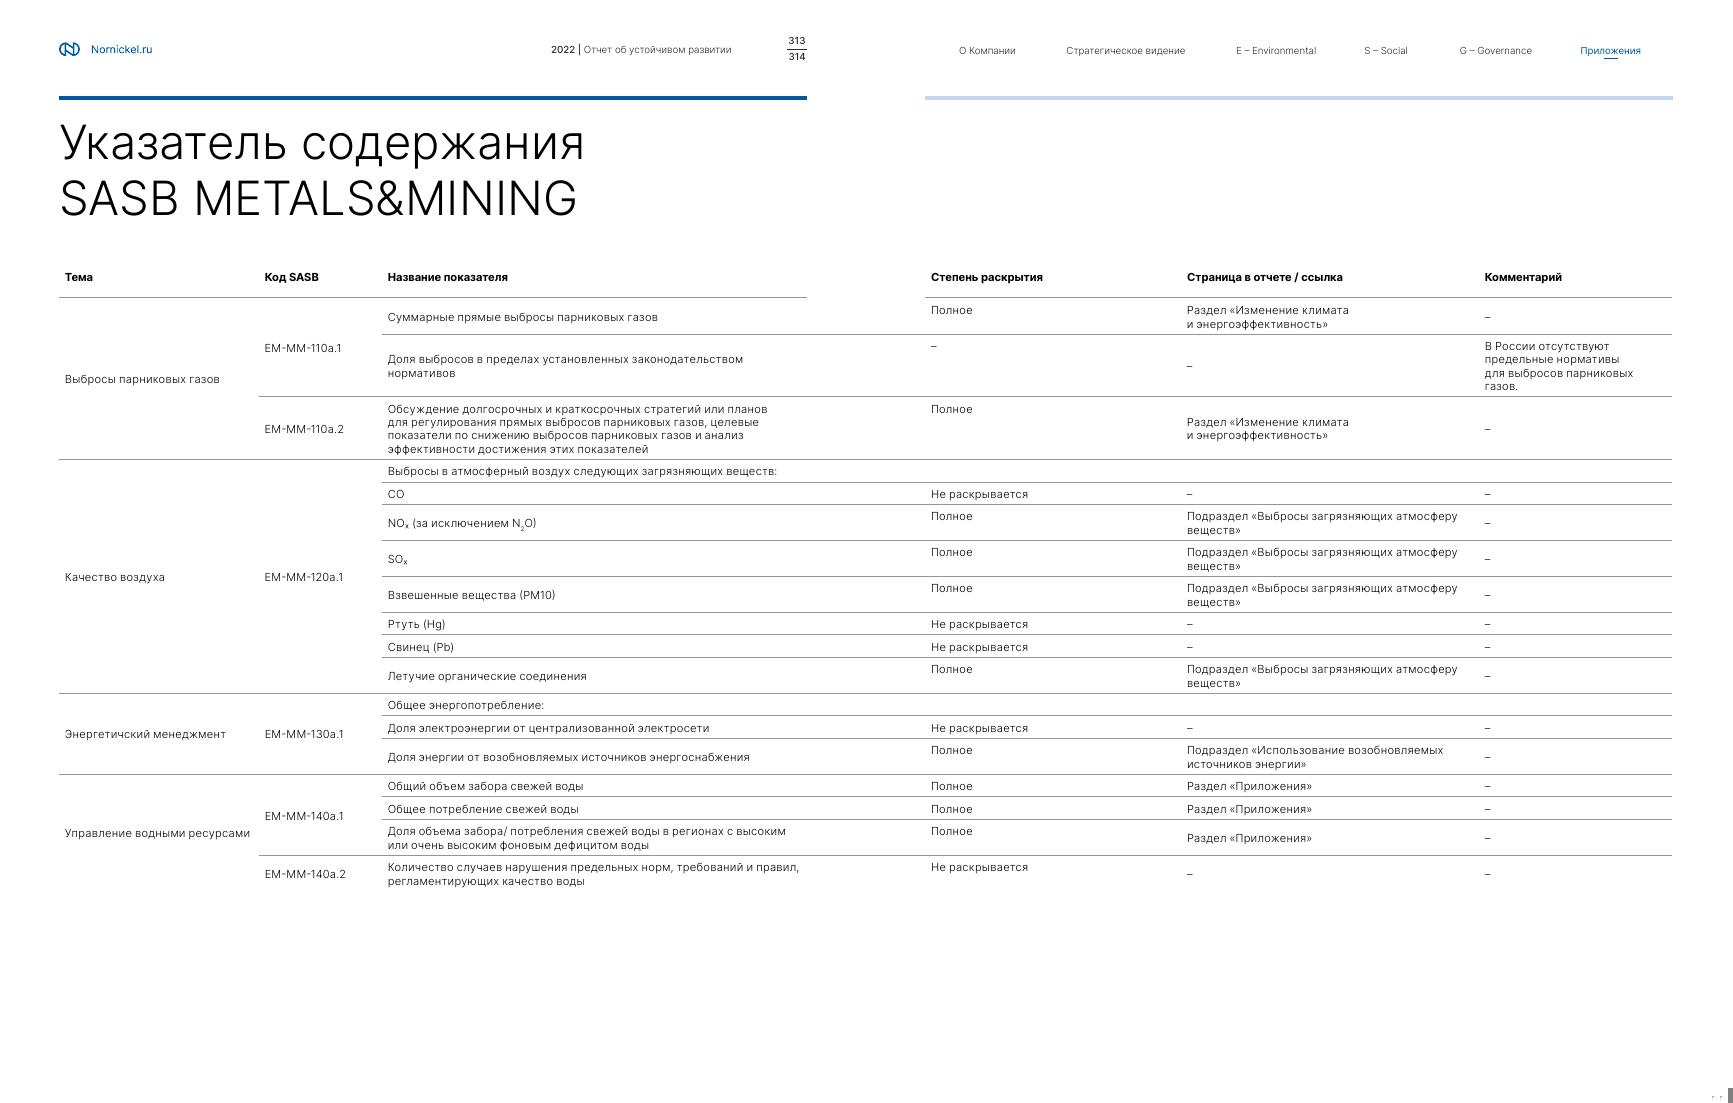 Nornickel.ru
2022 | Отчет об устойчивом развитии
313
314
О Компании
Стратегическое видение
E – Environmental
S – Social
G – Governance
Приложения
Указатель содержания
SASB METALS&MINING
Тема
Код SASB
Название показателя
Степень раскрытия
Страница в отчете / ссылка
Комментарий
Выбросы парниковых газов
EM-MM-110a.1
Суммарные прямые выбросы парниковых газов
Полное
Раздел «Изменение климата
и энергоэффективность»
–
Доля выбросов в пределах установленных законодательством
нормативов
–
–
В России отсутствуют
предельные нормативы
для выбросов парниковых
газов.
EM-MM-110a.2
Обсуждение долгосрочных и краткосрочных стратегий или планов
для регулирования прямых выбросов парниковых газов, целевые
показатели по снижению выбросов парниковых газов и анализ
эффективности достижения этих показателей
Полное
Раздел «Изменение климата
и энергоэффективность»
–
Качество воздуха
EM-MM-120a.1
Выбросы в атмосферный воздух следующих загрязняющих веществ:
CO
Не раскрывается
–
–
NOₓ (за исключением N₂O)
Полное
Подраздел «Выбросы загрязняющих атмосферу
веществ»
–
SOₓ
Полное
Подраздел «Выбросы загрязняющих атмосферу
веществ»
–
Взвешенные вещества (PM10)
Полное
Подраздел «Выбросы загрязняющих атмосферу
веществ»
–
Ртуть (Hg)
Не раскрывается
–
–
Свинец (Pb)
Не раскрывается
–
–
Летучие органические соединения
Полное
Подраздел «Выбросы загрязняющих атмосферу
веществ»
–
Энергетичский менеджмент
EM-MM-130a.1
Общее энергопотребление:
Доля электроэнергии от централизованной электросети
Не раскрывается
–
–
Доля энергии от возобновляемых источников энергоснабжения
Полное
Подраздел «Использование возобновляемых
источников энергии»
–
Управление водными ресурсами
EM-MM-140a.1
Общий объем забора свежей воды
Полное
Раздел «Приложения»
–
Общее потребление свежей воды
Полное
Раздел «Приложения»
–
Доля объема забора/ потребления свежей воды в регионах с высоким
или очень высоким фоновым дефицитом воды
Полное
Раздел «Приложения»
–
EM-MM-140a.2
Количество случаев нарушения предельных норм, требований и правил,
регламентирующих качество воды
Не раскрывается
–
–